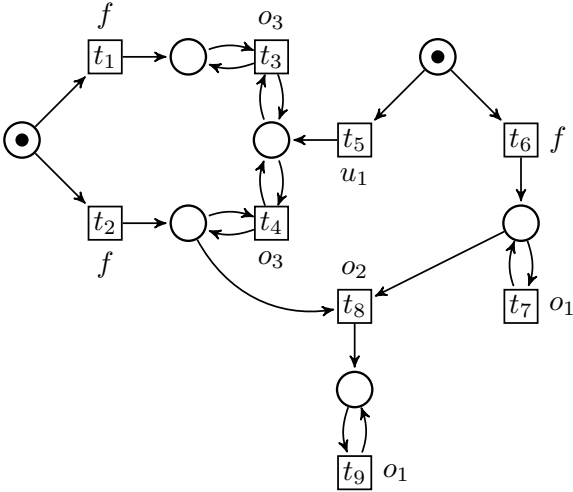 f
o₃
t₁
t₃
t₅
u₁
t₆
f
t₂
f
t₄
o₃
o₂
t₈
t₇
o₁
t₉
o₁